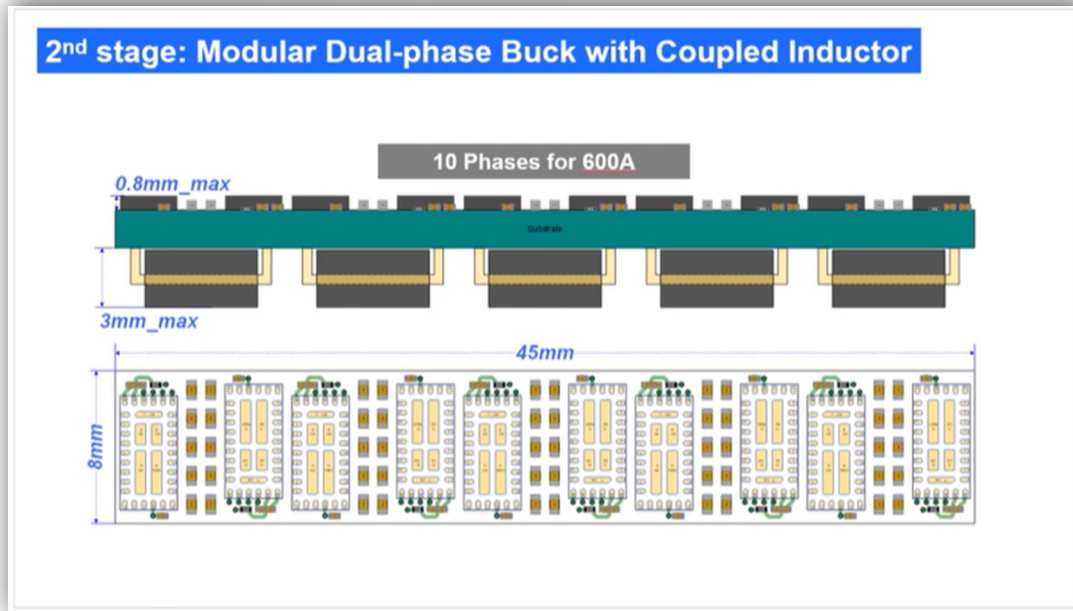 2nd stage: Modular Dual-phase Buck with Coupled Inductor
10 Phases for 600A
0.8mm_max
Substrate
3mm_max
45mm
8mm